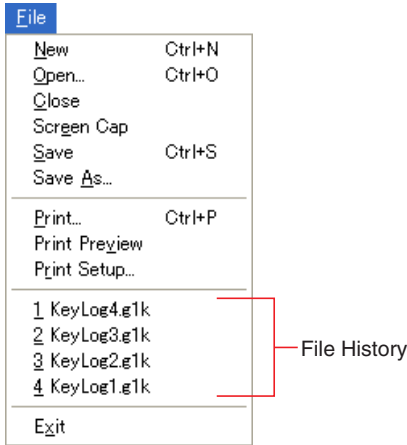 File
New Ctrl+N
Open... Ctrl+O
Close
Screen Cap
Save Ctrl+S
Save As...
Print... Ctrl+P
Print Preview
Print Setup...
1 KeyLog4.g1k
2 KeyLog3.g1k
3 KeyLog2.g1k
4 KeyLog1.g1k
File History
Exit